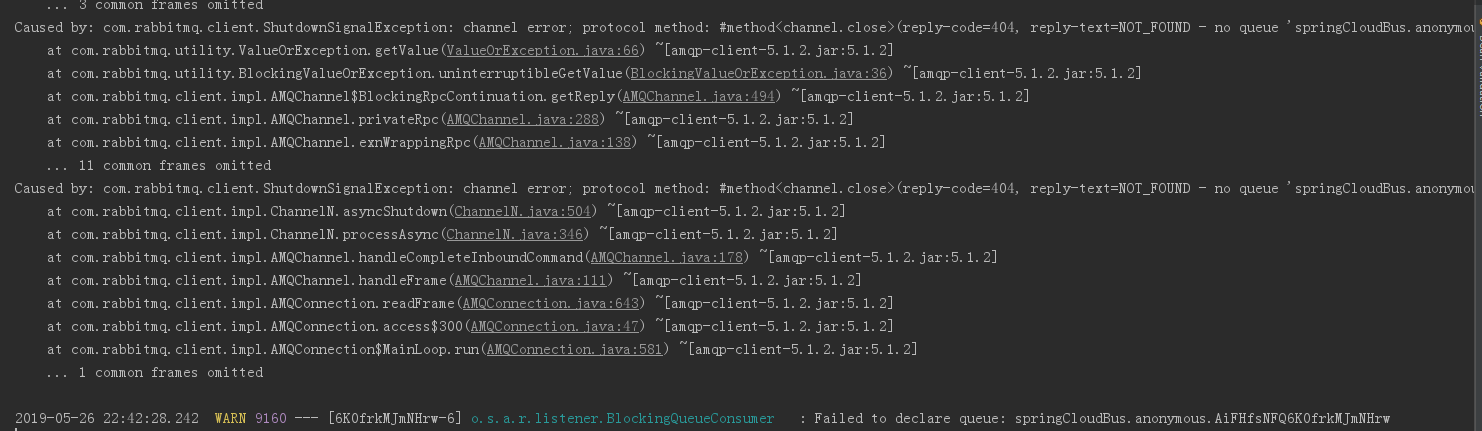 ... 3 common frames omitted
Caused by: com.rabbitmq.client.ShutdownSignalException: channel error; protocol method: #method<channel.close>(reply-code=404, reply-text=NOT_FOUND - no queue 'springCloudBus.anonymou
at com.rabbitmq.utility.ValueOrException.getValue(ValueOrException.java:66) ~[amqp-client-5.1.2.jar:5.1.2]
at com.rabbitmq.utility.BlockingValueOrException.uninterruptibleGetValue(BlockingValueOrException.java:36) ~[amqp-client-5.1.2.jar:5.1.2]
at com.rabbitmq.client.impl.AMQChannel$BlockingRpcContinuation.getReply(AMQChannel.java:494) ~[amqp-client-5.1.2.jar:5.1.2]
at com.rabbitmq.client.impl.AMQChannel.privateRpc(AMQChannel.java:288) ~[amqp-client-5.1.2.jar:5.1.2]
at com.rabbitmq.client.impl.AMQChannel.exnWrappingRpc(AMQChannel.java:138) ~[amqp-client-5.1.2.jar:5.1.2]
... 11 common frames omitted
Caused by: com.rabbitmq.client.ShutdownSignalException: channel error; protocol method: #method<channel.close>(reply-code=404, reply-text=NOT_FOUND - no queue 'springCloudBus.anonymou
at com.rabbitmq.client.impl.ChannelN.asyncShutdown(ChannelN.java:504) ~[amqp-client-5.1.2.jar:5.1.2]
at com.rabbitmq.client.impl.ChannelN.processAsync(ChannelN.java:346) ~[amqp-client-5.1.2.jar:5.1.2]
at com.rabbitmq.client.impl.AMQChannel.handleCompleteInboundCommand(AMQChannel.java:178) ~[amqp-client-5.1.2.jar:5.1.2]
at com.rabbitmq.client.impl.AMQChannel.handleFrame(AMQChannel.java:111) ~[amqp-client-5.1.2.jar:5.1.2]
at com.rabbitmq.client.impl.AMQConnection.readFrame(AMQConnection.java:643) ~[amqp-client-5.1.2.jar:5.1.2]
at com.rabbitmq.client.impl.AMQConnection.access$300(AMQConnection.java:47) ~[amqp-client-5.1.2.jar:5.1.2]
at com.rabbitmq.client.impl.AMQConnection$MainLoop.run(AMQConnection.java:581) ~[amqp-client-5.1.2.jar:5.1.2]
... 1 common frames omitted
2019-05-26 22:42:28.242 WARN 9160 --- [6K0frkMJmNHrw-6] o.s.a.r.listener.BlockingQueueConsumer : Failed to declare queue: springCloudBus.anonymous.AiFHfsNFQ6K0frkMJmNHrw